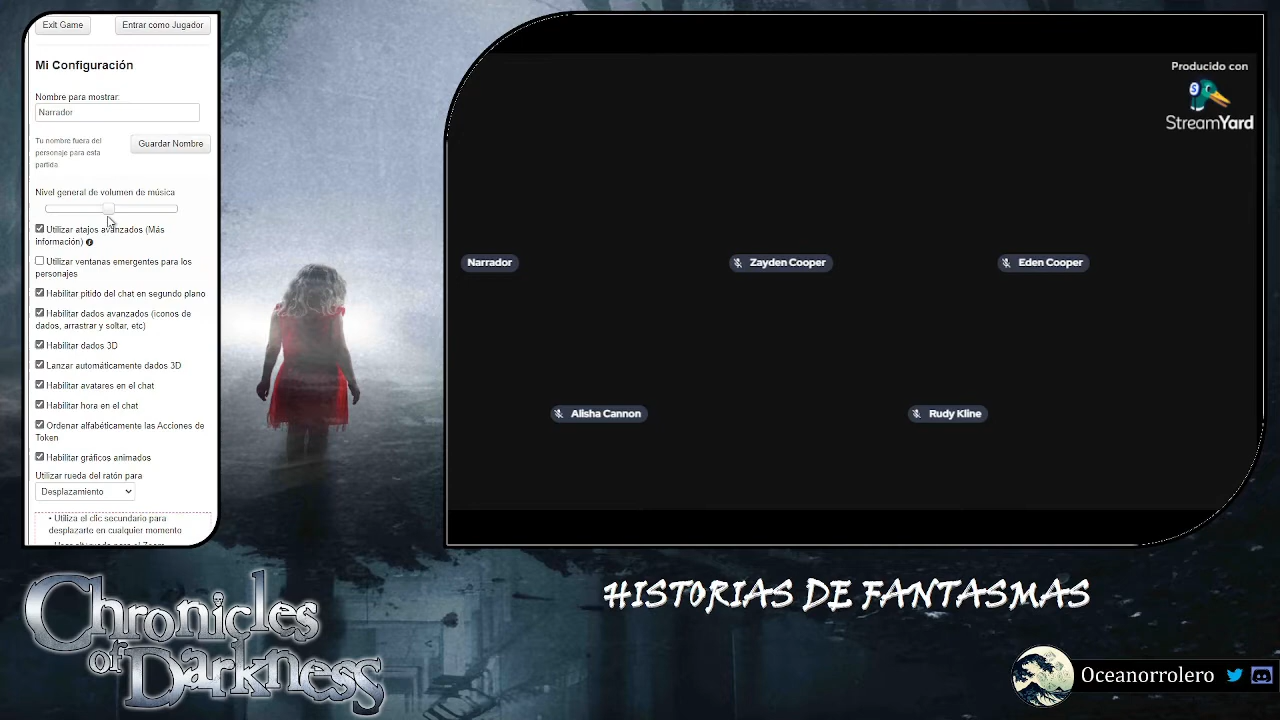 Exit Game
Entrar como Jugador
Mi Configuración
Nombre para mostrar:
Narrador
Tu nombre fuera del
personaje para esta
partida.
Guardar Nombre
Nivel general de volumen de música
Utilizar atajos avanzados (Más
información)
Utilizar ventanas emergentes para los
personajes
Habilitar pitido del chat en segundo plano
Habilitar dados avanzados (iconos de
dados, arrastrar y soltar, etc)
Habilitar dados 3D
Lanzar automáticamente dados 3D
Habilitar avatares en el chat
Habilitar hora en el chat
Ordenar alfabéticamente las Acciones de
Token
Habilitar gráficos animados
Utilizar rueda del ratón para
Desplazamiento
• Utiliza el clic secundario para
desplazarte en cualquier momento
Producido con
StreamYard
Narrador
Zayden Cooper
Eden Cooper
Alisha Cannon
Rudy Kline
Chronicles
of Darkness
HISTORIAS DE FANTASMAS
Oceanorrolero